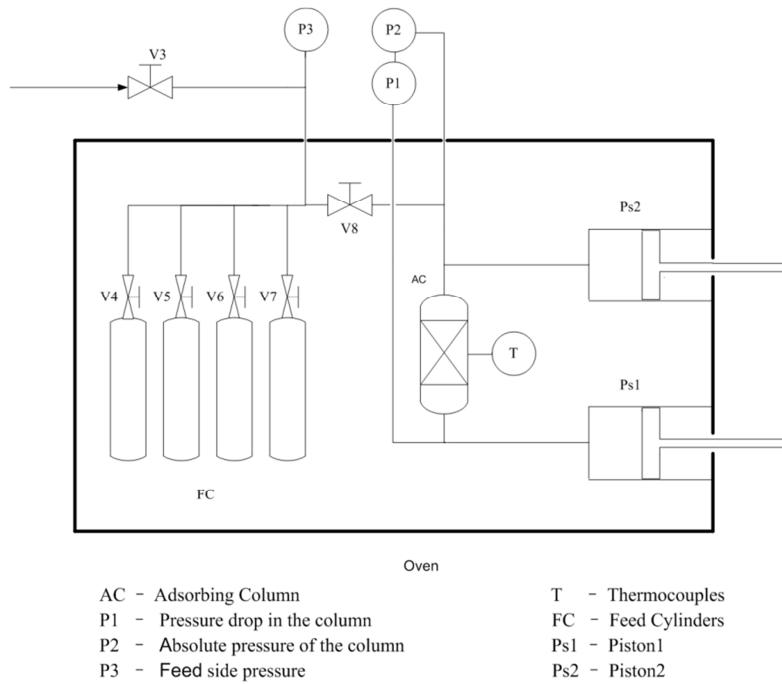 P3
P2
V3
P1
Ps2
V8
AC
V4
V5
V6
V7
T
Ps1
FC
Oven
AC – Adsorbing Column
P1 – Pressure drop in the column
P2 – Absolute pressure of the column
P3 – Feed side pressure
T – Thermocouples
FC – Feed Cylinders
Ps1 – Piston1
Ps2 – Piston2